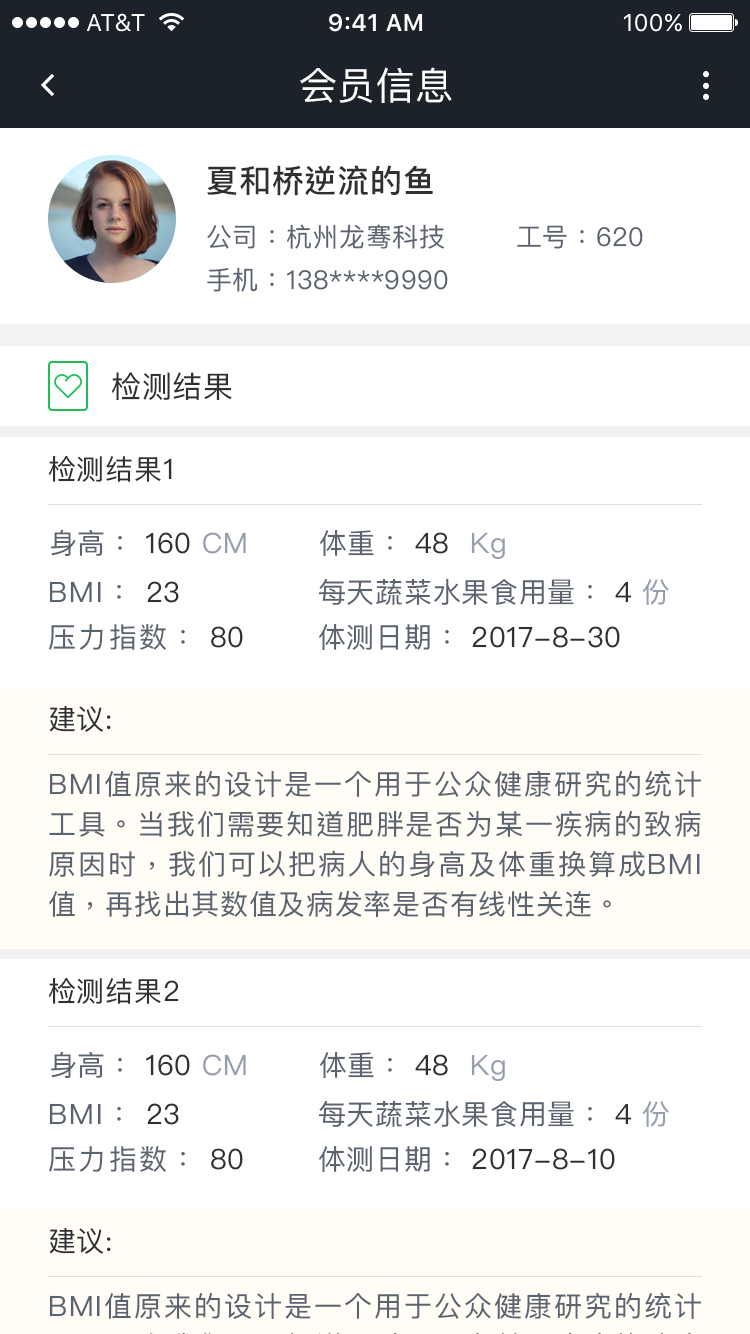 AT&T 9:41 AM 100%
会员信息
夏和桥逆流的鱼
公司：杭州龙骞科技 工号：620
手机：138****9990
检测结果
检测结果1
身高： 160 CM 体重： 48 Kg
BMI： 23 每天蔬菜水果食用量： 4 份
压力指数： 80 体测日期： 2017-8-30
建议:
BMI值原来的设计是一个用于公众健康研究的统计
工具。当我们需要知道肥胖是否为某一疾病的致病
原因时，我们可以把病人的身高及体重换算成BMI
值，再找出其数值及病发率是否有线性关连。
检测结果2
身高： 160 CM 体重： 48 Kg
BMI： 23 每天蔬菜水果食用量： 4 份
压力指数： 80 体测日期： 2017-8-10
建议:
BMI值原来的设计是一个用于公众健康研究的统计